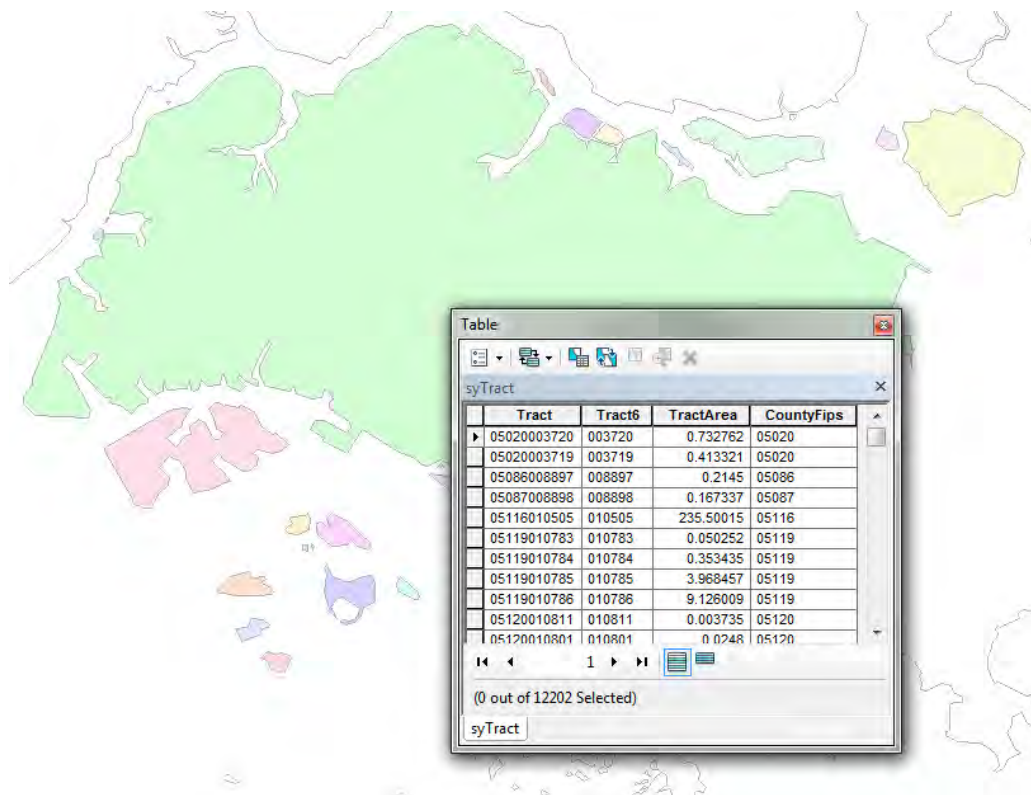 Table
syTract
Tract Tract6 TractArea CountyFips
05020003720 003720 0.732762 05020
05020003719 003719 0.413321 05020
05086008897 008897 0.2145 05086
05087008898 008898 0.167337 05087
05116010505 010505 235.50015 05116
05119010783 010783 0.050252 05119
05119010784 010784 0.353435 05119
05119010785 010785 3.968457 05119
05119010786 010786 9.126009 05119
05120010811 010811 0.003735 05120
05120010801 010801 0.0248 05120
1
(0 out of 12202 Selected)
syTract